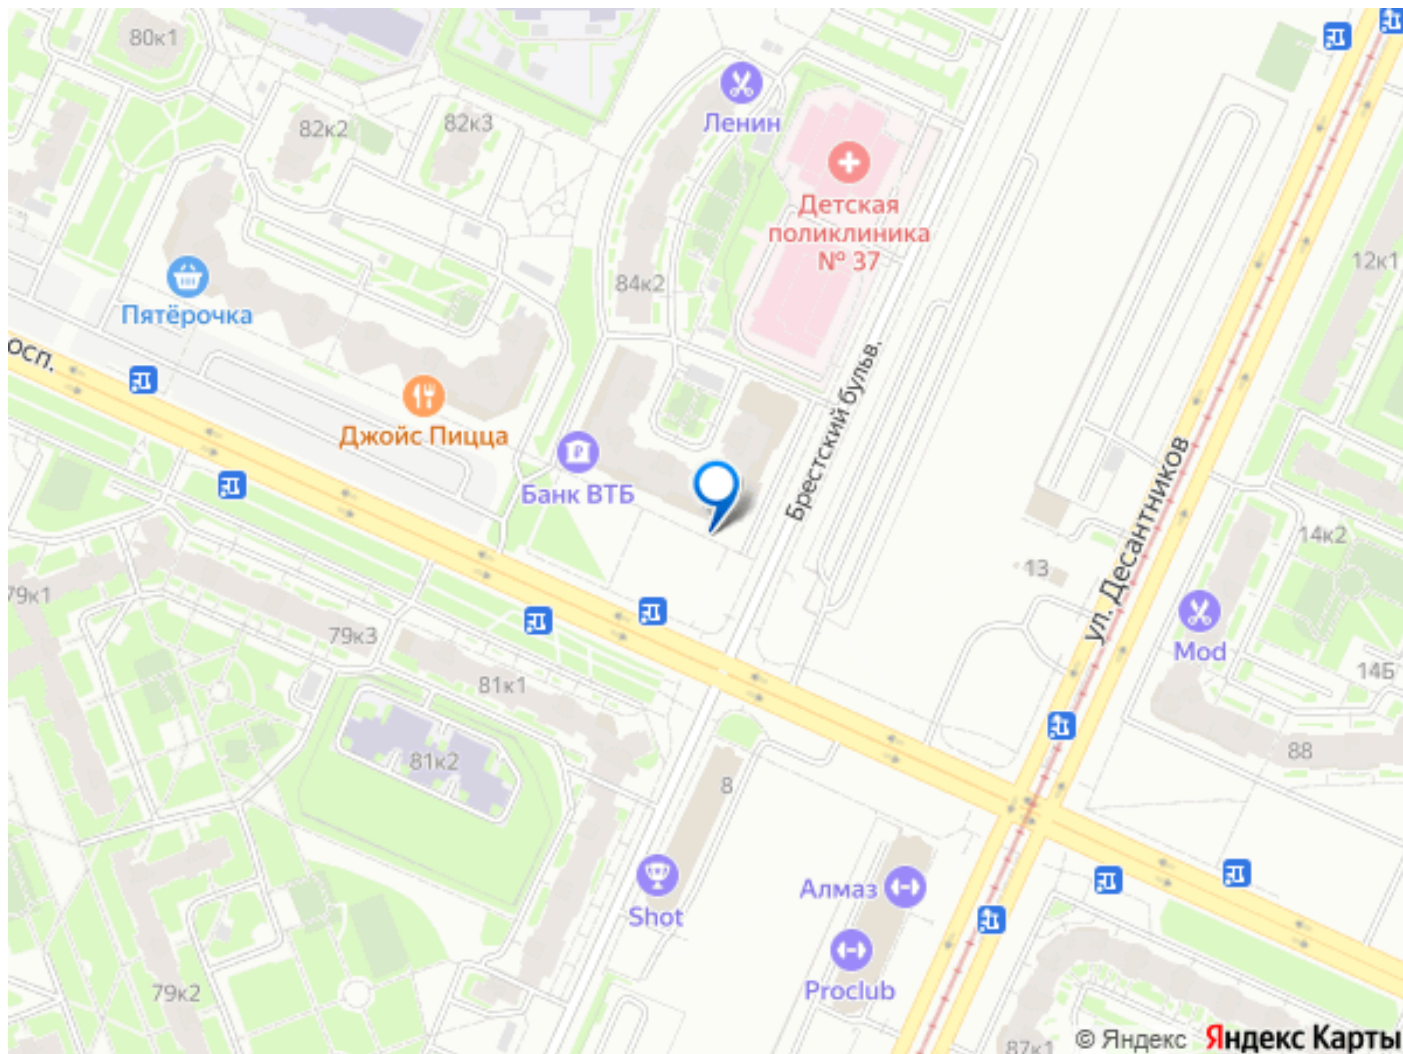 80к1
82к2
82к3
Ленин
Детская
поликлиника
№ 37
84к2
12к1
Пятёрочка
осп.
Джойс Пицца
Банк ВТБ
Брестский бульв.
ул. Десантников
14к2
13
Mod
14Б
79к1
79к3
81к1
81к2
8
88
Shot
Алмаз
Proclub
79к2
87к1
© Яндекс
Яндекс Карты